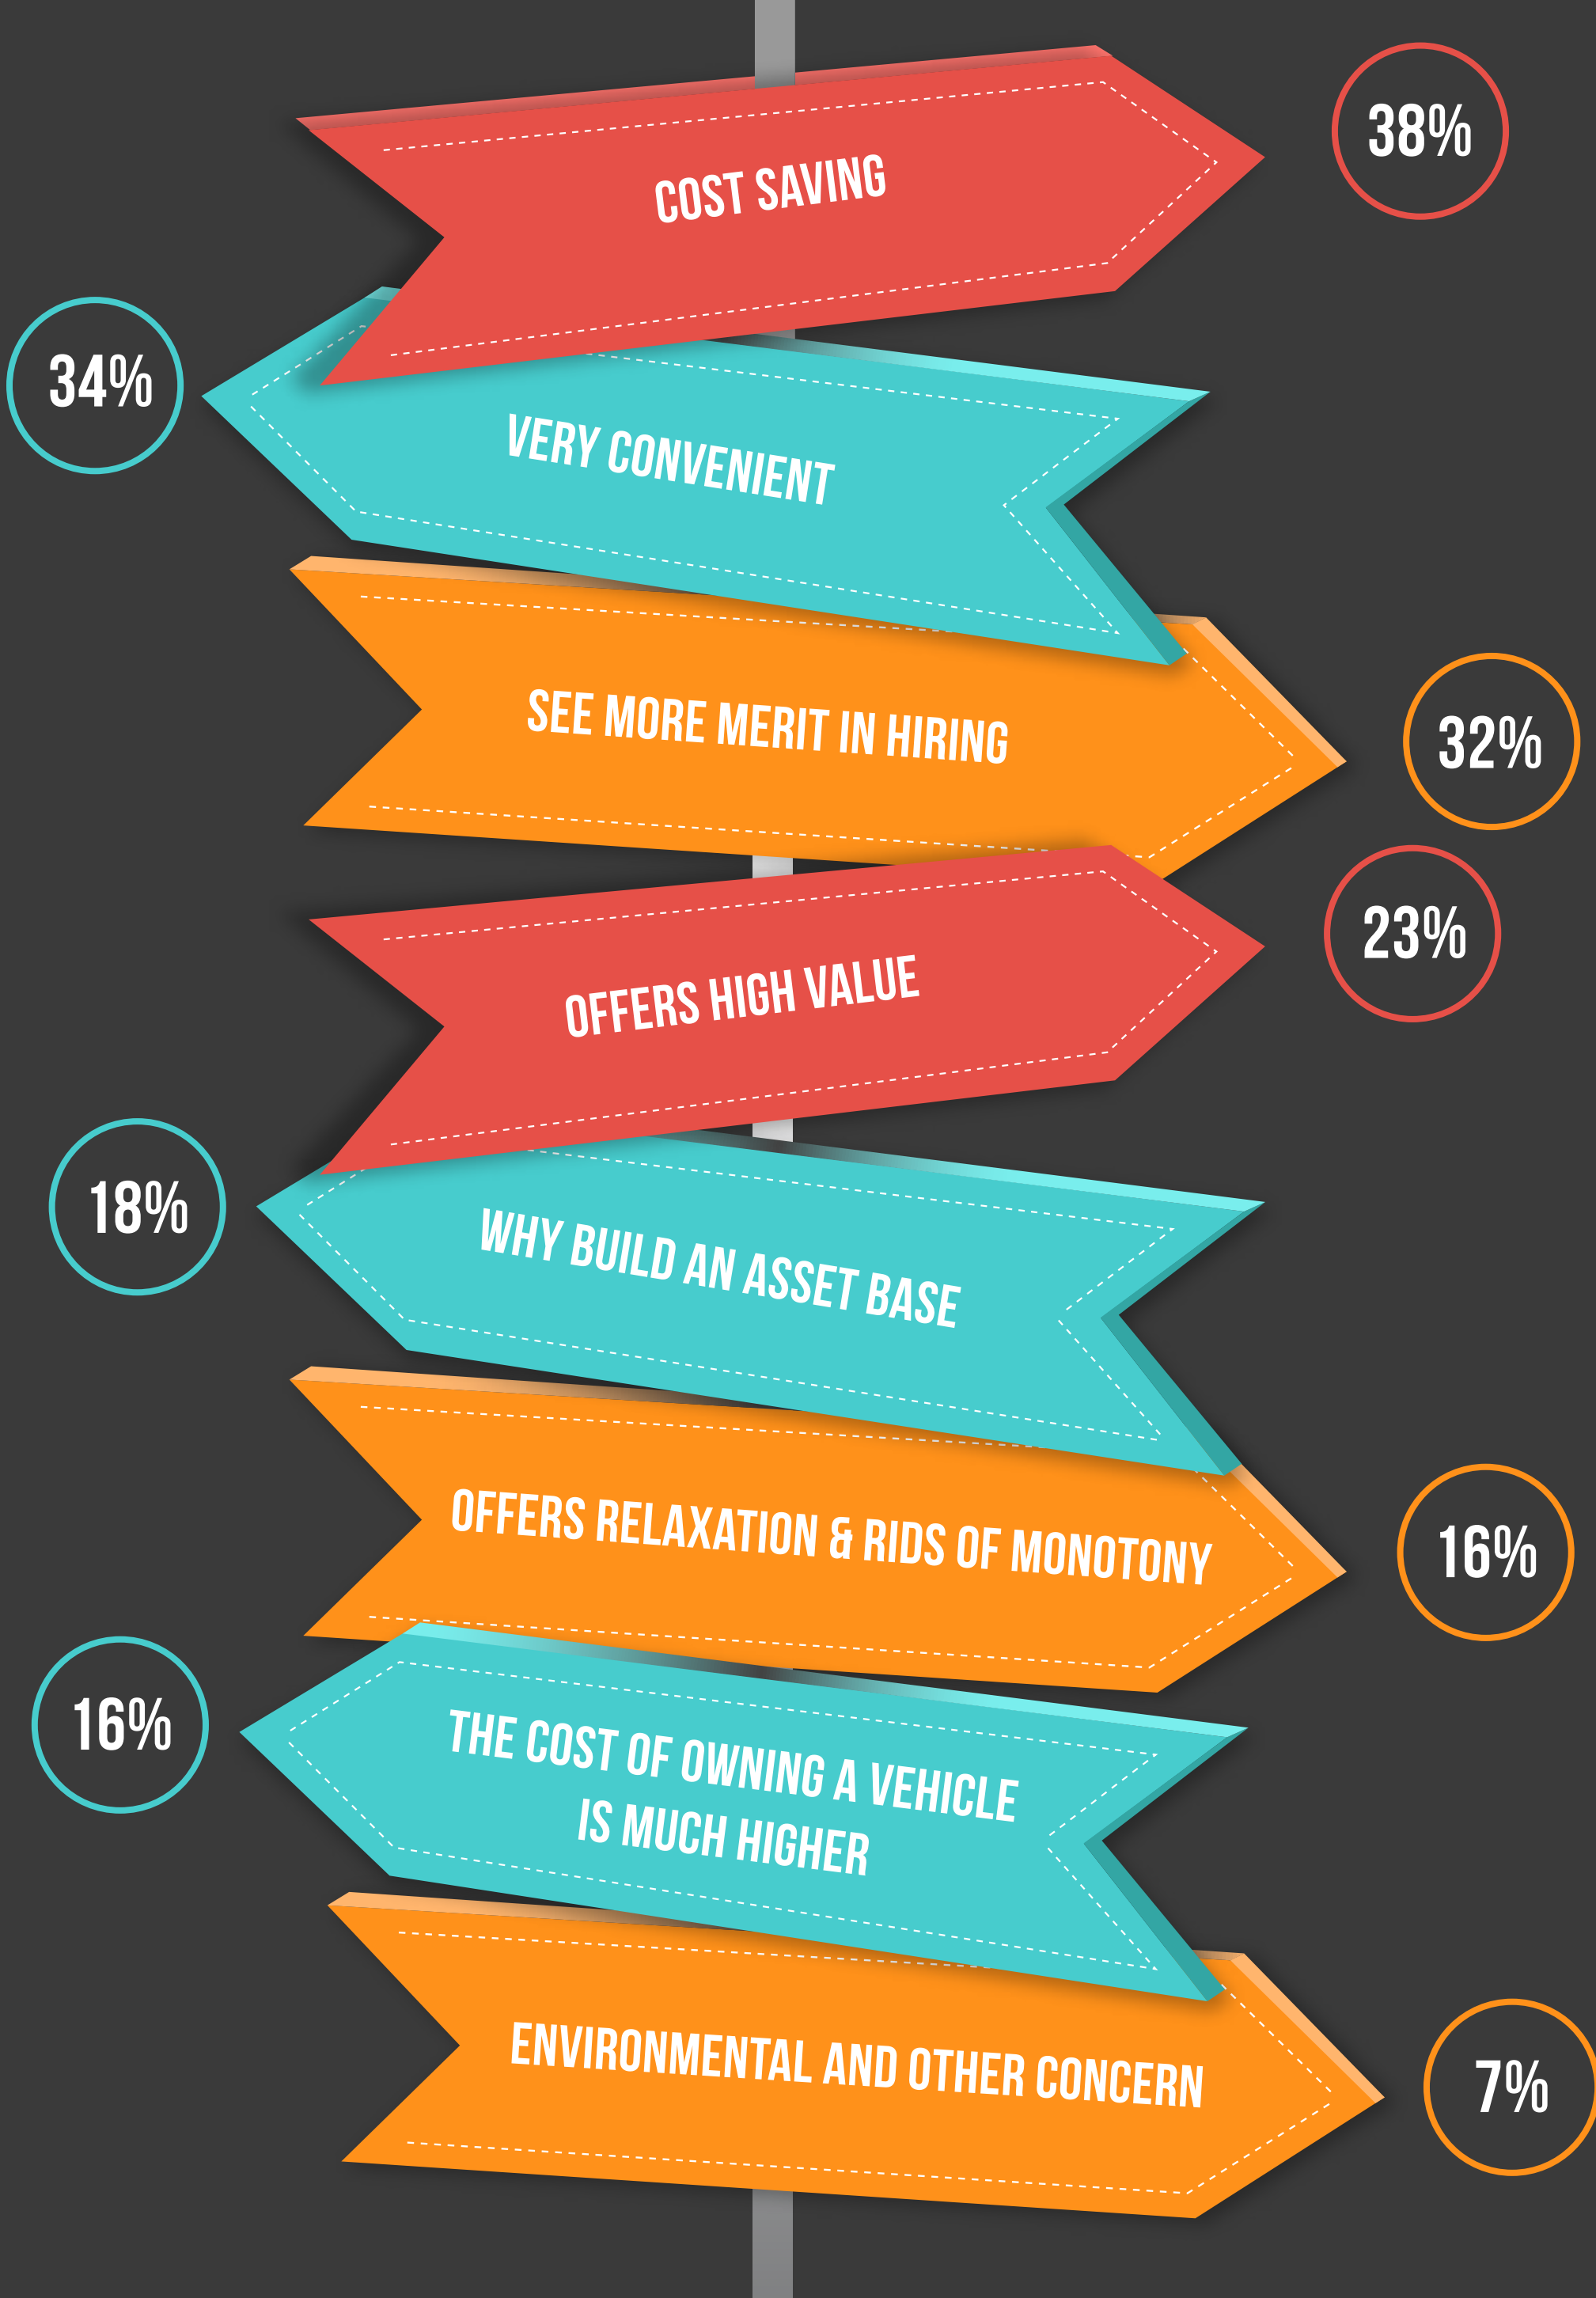 COST SAVING
38%
34%
VERY CONVENIENT
SEE MORE MERIT IN HIRING
32%
OFFERS HIGH VALUE
23%
18%
WHY BUILD AN ASSET BASE
OFFERS RELAXATION & RIDS OF MONOTONY
16%
16%
THE COST OF OWNING A VEHICLE
IS MUCH HIGHER
ENVIRONMENTAL AND OTHER CONCERN
7%